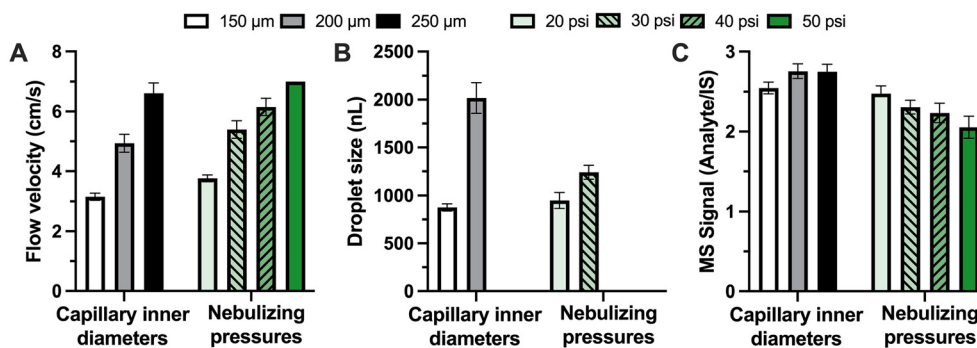 150 µm 200 µm 250 µm 20 psi 30 psi 40 psi 50 psi
A
Flow velocity (cm/s)
8
6
4
2
0
Capillary inner diameters
Nebulizing pressures
B
Droplet size (nL)
2500
2000
1500
1000
750
500
250
0
Capillary inner diameters
Nebulizing pressures
C
MS Signal (Analyte/IS)
3
2
1
0
Capillary inner diameters
Nebulizing pressures